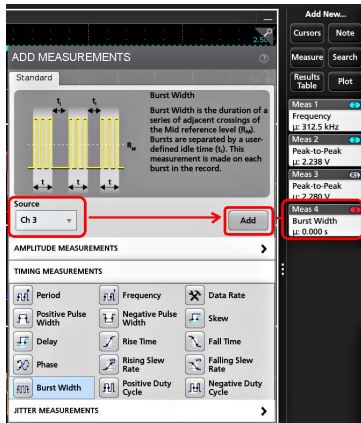 Add New...
Cursors
Note
Measure
Search
Results
Table
Plot
ADD MEASUREMENTS
Standard
Burst Width
Burst Width is the duration of a
series of adjacent crossings of
the Mid reference level (RM).
Bursts are separated by a user-
defined idle time (tI). This
measurement is made on each
burst in the record.
tI
tI
RM
t
t
t
Source
Ch 3
Add
AMPLITUDE MEASUREMENTS
TIMING MEASUREMENTS
Period
Frequency
Data Rate
Positive Pulse
Width
Negative Pulse
Width
Skew
Delay
Rise Time
Fall Time
Phase
Rising Slew
Rate
Falling Slew
Rate
Burst Width
Positive Duty
Cycle
Negative Duty
Cycle
JITTER MEASUREMENTS
Meas 1
Frequency
μ: 312.5 kHz
Meas 2
Peak-to-Peak
μ: 2.238 V
Meas 3
Peak-to-Peak
μ: 2.280 V
Meas 4
Burst Width
μ: 0.000 s